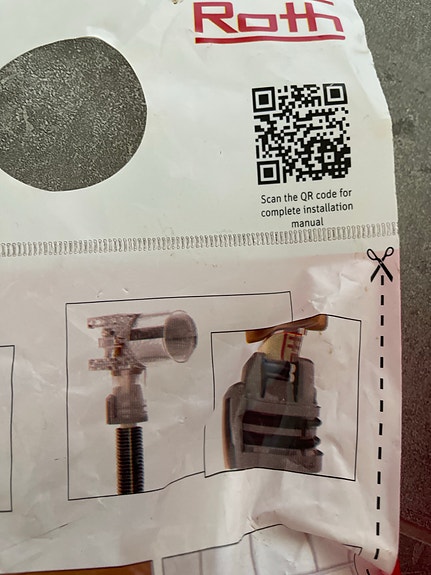 Roth
Scan the QR code for
complete installation
manual